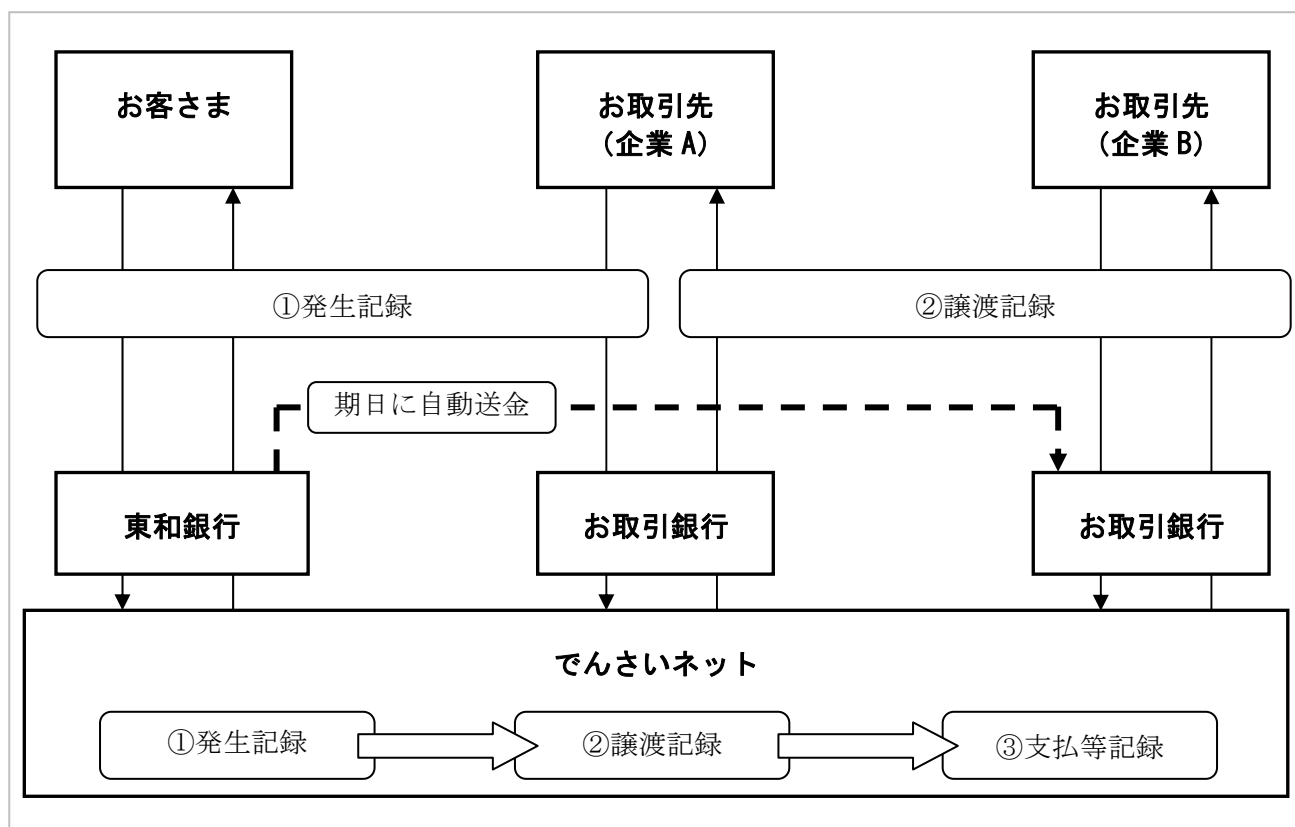 お客さま
お取引先
(企業 A)
お取引先
(企業 B)
①発生記録
②譲渡記録
期日に自動送金
東和銀行
お取引銀行
お取引銀行
でんさいネット
①発生記録
②譲渡記録
③支払等記録